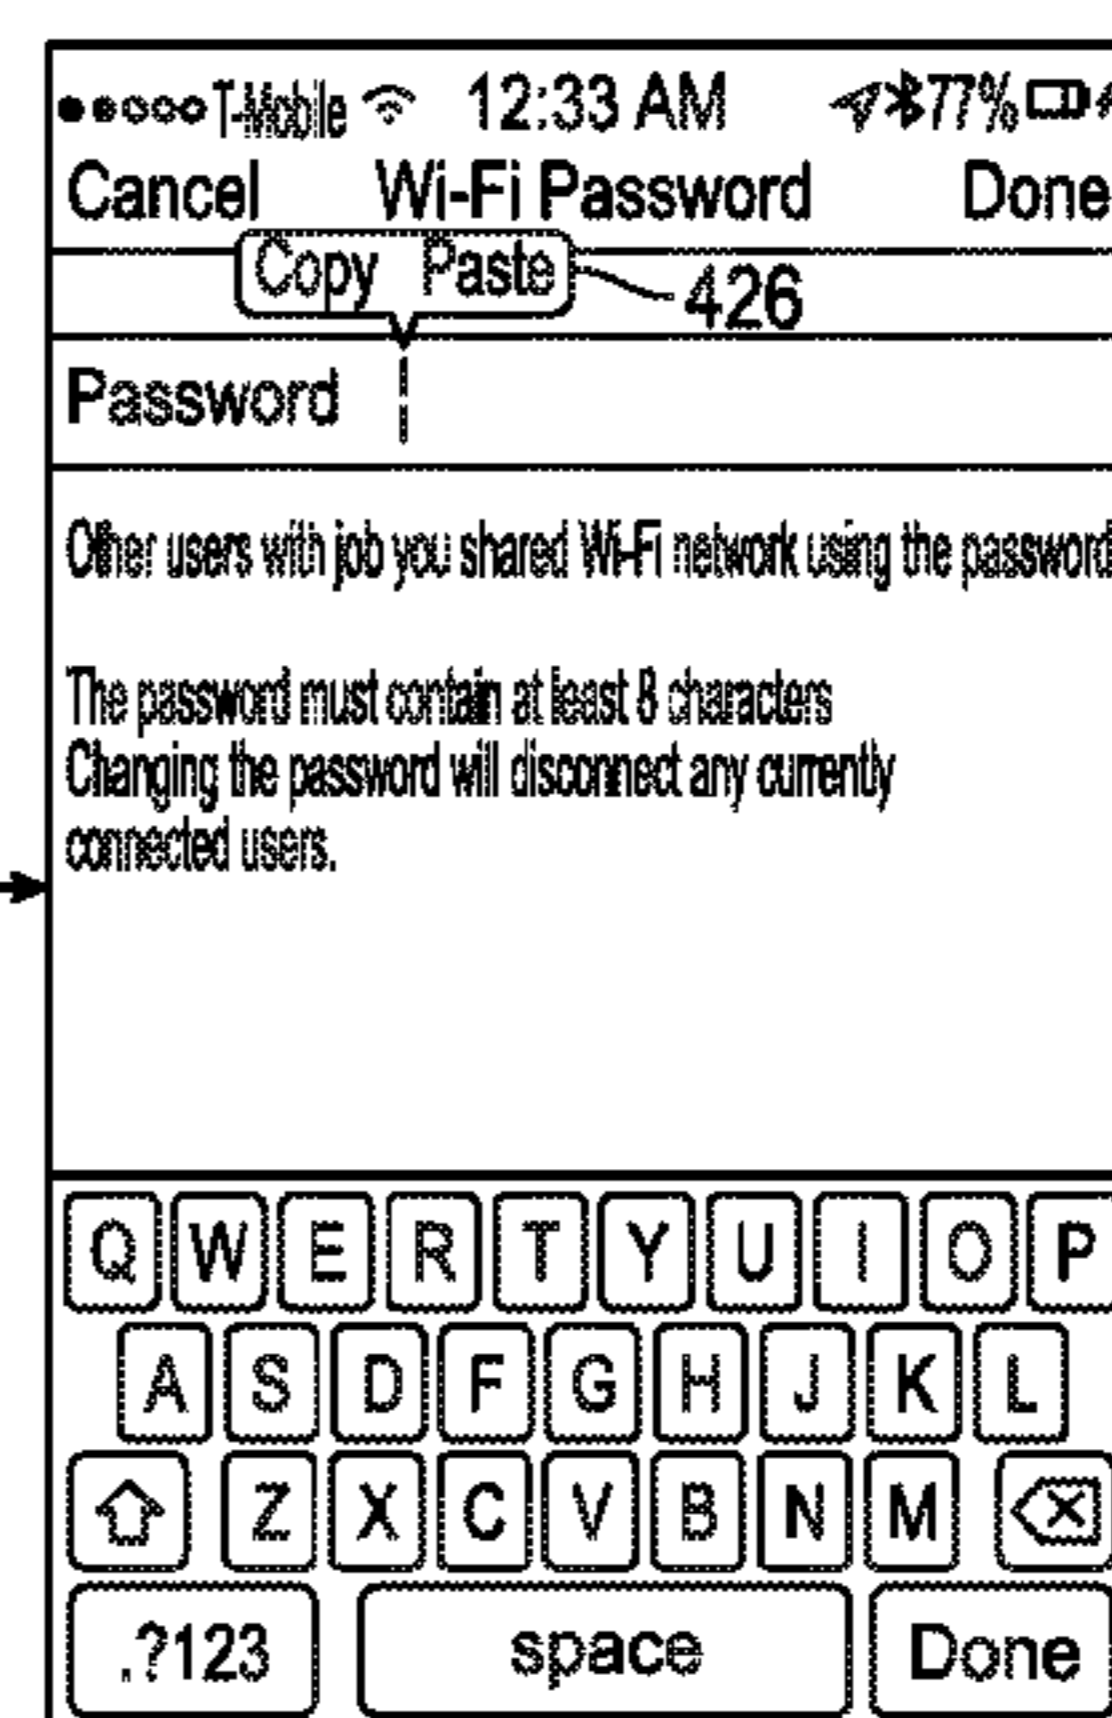 T-Mobile 12:33 AM 77%
Cancel Wi-Fi Password Done
Copy Paste 426
Password
Other users with job you shared Wi-Fi network using the password
The password must contain at least 8 characters
Changing the password will disconnect any currently
connected users.
Q W E R T Y U I O P
A S D F G H J K L
Z X C V B N M
.?123 space Done